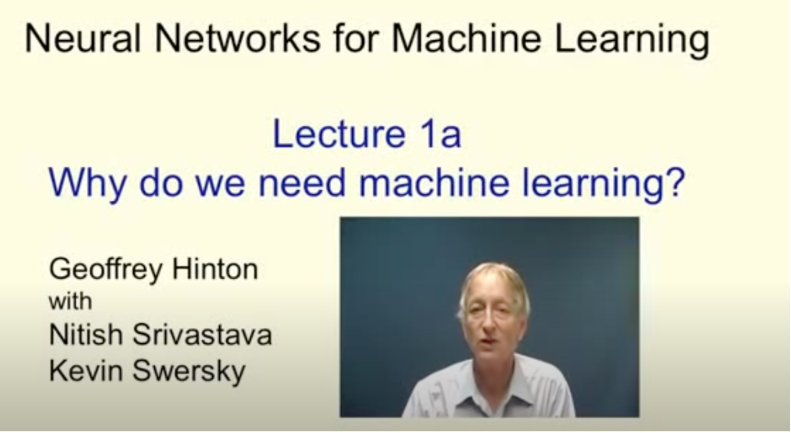 Neural Networks for Machine Learning
Lecture 1a
Why do we need machine learning?
Geoffrey Hinton
with
Nitish Srivastava
Kevin Swersky